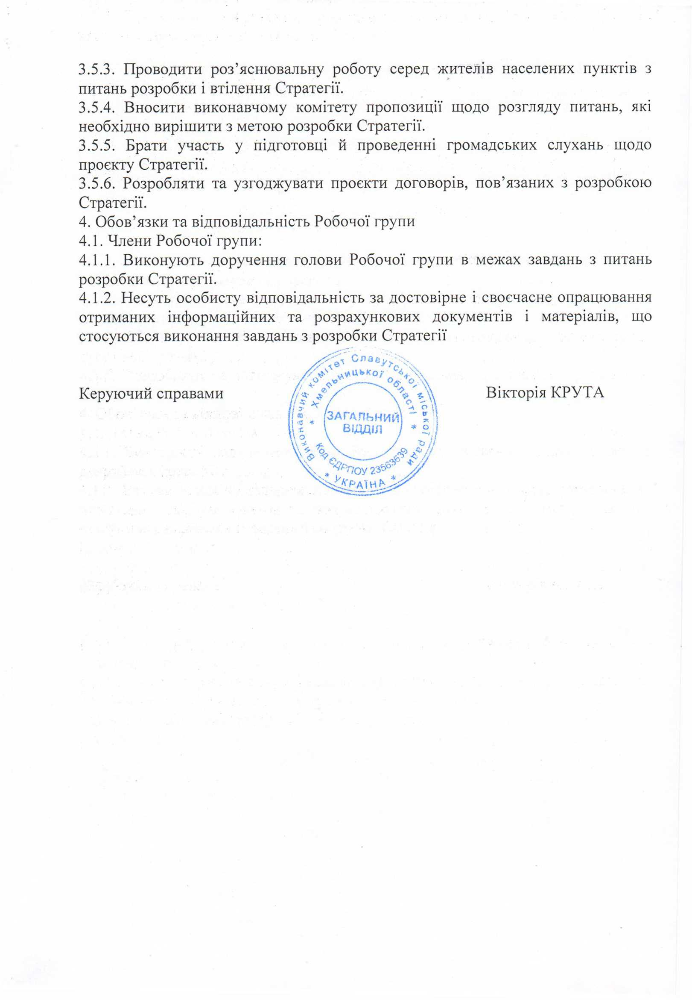 3.5.3. Проводити роз’яснювальну роботу серед жителів населених пунктів з
питань розробки і втілення Стратегії.
3.5.4. Вносити виконавчому комітету пропозиції щодо розгляду питань, які
необхідно вирішити з метою розробки Стратегії.
3.5.5. Брати участь у підготовці й проведенні громадських слухань щодо
проєкту Стратегії.
3.5.6. Розробляти та узгоджувати проєкти договорів, пов’язаних з розробкою
Стратегії.
4. Обов’язки та відповідальність Робочої групи
4.1. Члени Робочої групи:
4.1.1. Виконують доручення голови Робочої групи в межах завдань з питань
розробки Стратегії.
4.1.2. Несуть особисту відповідальність за достовірне і своєчасне опрацювання
отриманих інформаційних та розрахункових документів і матеріалів, що
стосуються виконання завдань з розробки Стратегії
Керуючий справами
Вікторія КРУТА
Виконавчий комітет Славутської міської ради
* Хмельницької області *
ЗАГАЛЬНИЙ
ВІДДІЛ
Код ЄДРПОУ 23563639
* УКРАЇНА *